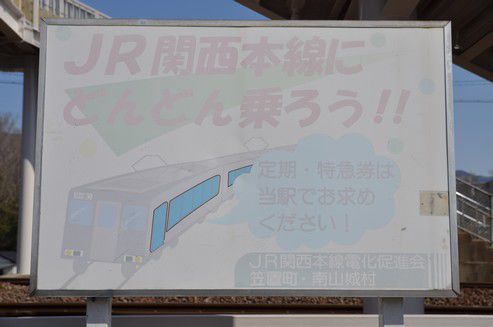 JR関西本線に
どんどん乗ろう!!
定期・特急券は
当駅でお求め
ください!
JR関西本線電化促進会
笠置町・南山城村